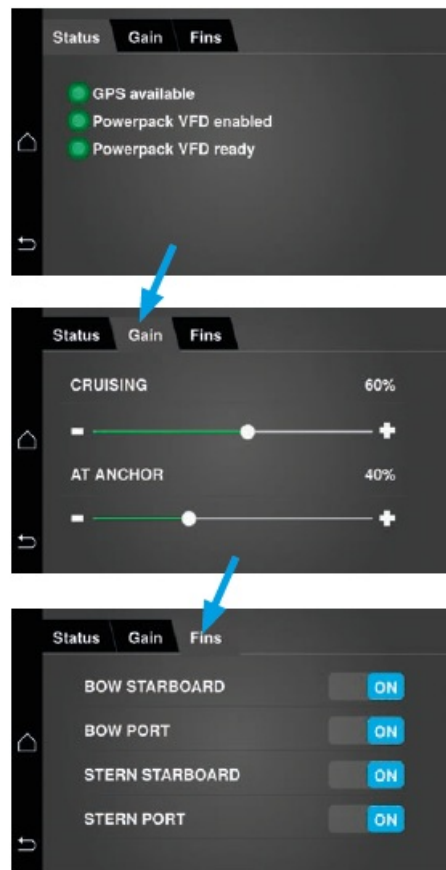 Status Gain Fins
GPS available
Powerpack VFD enabled
Powerpack VFD ready
Status Gain Fins
CRUISING 60%
AT ANCHOR 40%
Status Gain Fins
BOW STARBOARD ON
BOW PORT ON
STERN STARBOARD ON
STERN PORT ON